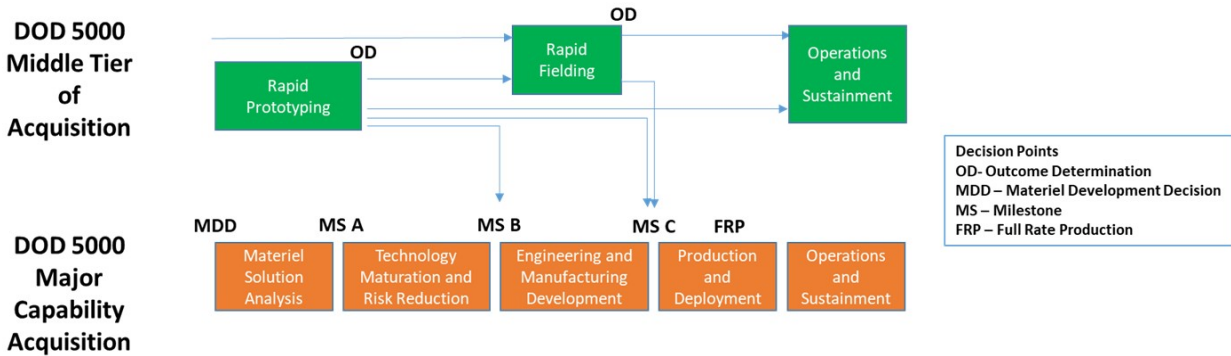 DOD 5000
Middle Tier
of
Acquisition
OD
OD
Rapid
Prototyping
Rapid
Fielding
Operations
and
Sustainment
Decision Points
OD- Outcome Determination
MDD – Materiel Development Decision
MS – Milestone
FRP – Full Rate Production
DOD 5000
Major
Capability
Acquisition
MDD
MS A
MS B
MS C
FRP
Materiel
Solution
Analysis
Technology
Maturation and
Risk Reduction
Engineering and
Manufacturing
Development
Production
and
Deployment
Operations
and
Sustainment